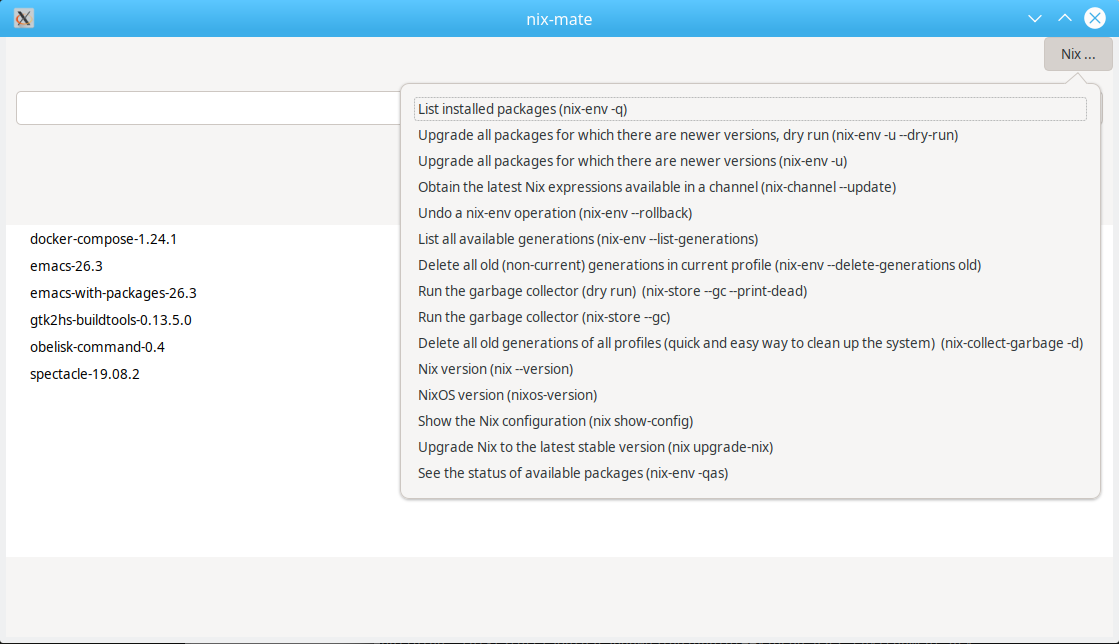 nix-mate
Nix ...
List installed packages (nix-env -q)
Upgrade all packages for which there are newer versions, dry run (nix-env -u --dry-run)
Upgrade all packages for which there are newer versions (nix-env -u)
Obtain the latest Nix expressions available in a channel (nix-channel --update)
Undo a nix-env operation (nix-env --rollback)
List all available generations (nix-env --list-generations)
Delete all old (non-current) generations in current profile (nix-env --delete-generations old)
Run the garbage collector (dry run)  (nix-store --gc --print-dead)
Run the garbage collector (nix-store --gc)
Delete all old generations of all profiles (quick and easy way to clean up the system)  (nix-collect-garbage -d)
Nix version (nix --version)
NixOS version (nixos-version)
Show the Nix configuration (nix show-config)
Upgrade Nix to the latest stable version (nix upgrade-nix)
See the status of available packages (nix-env -qas)
docker-compose-1.24.1
emacs-26.3
emacs-with-packages-26.3
gtk2hs-buildtools-0.13.5.0
obelisk-command-0.4
spectacle-19.08.2